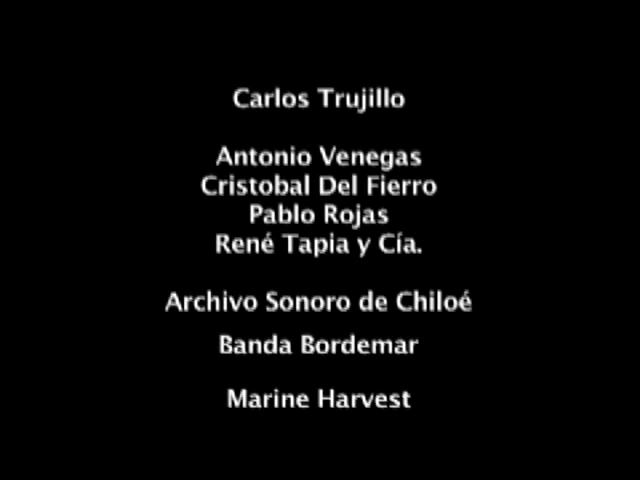 Carlos Trujillo
Antonio Venegas
Cristobal Del Fierro
Pablo Rojas
René Tapia y Cía.
Archivo Sonoro de Chiloé
Banda Bordemar
Marine Harvest